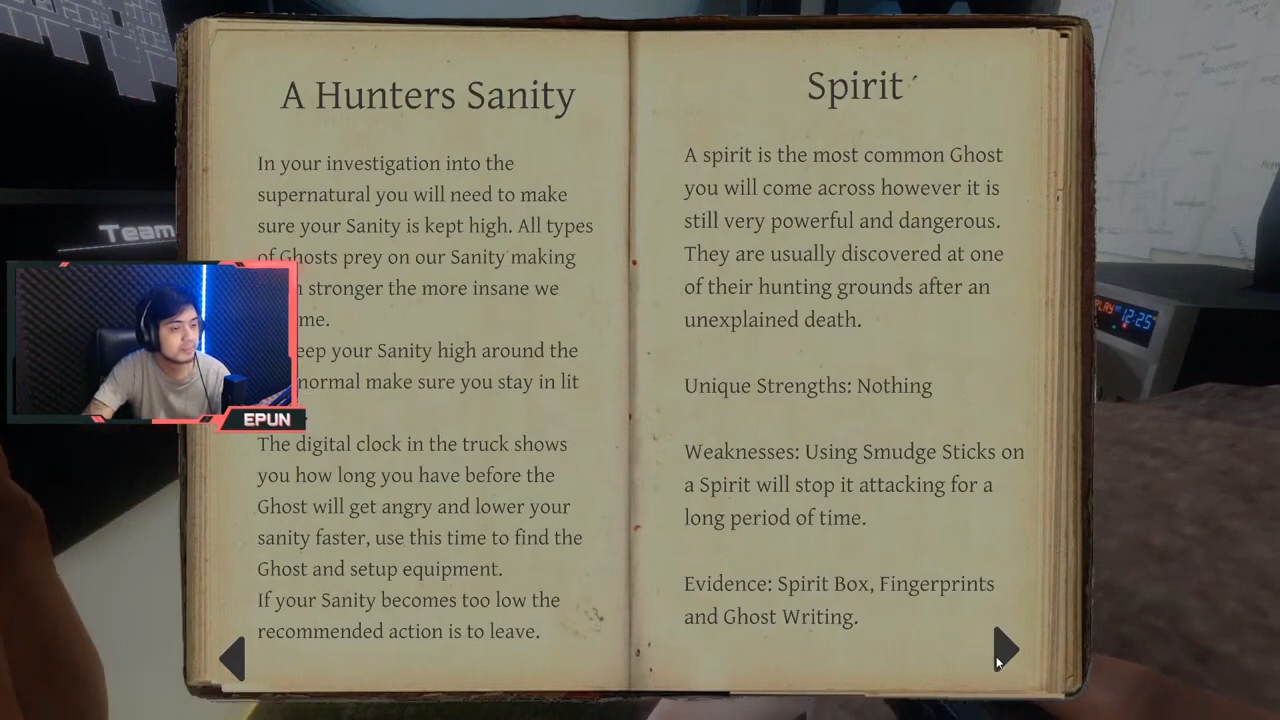 A Hunters Sanity
In your investigation into the
supernatural you will need to make
sure your Sanity is kept high. All types
of Ghosts prey on our Sanity making
stronger the more insane we
your Sanity high around the
make sure you stay in lit
The digital clock in the truck shows
you how long you have before the
Ghost will get angry and lower your
sanity faster, use this time to find the
Ghost and setup equipment.
If your Sanity becomes too low the
recommended action is to leave.
Spirit
A spirit is the most common Ghost
you will come across however it is
still very powerful and dangerous.
They are usually discovered at one
of their hunting grounds after an
unexplained death.
Unique Strengths: Nothing
Weaknesses: Using Smudge Sticks on
a Spirit will stop it attacking for a
long period of time.
Evidence: Spirit Box, Fingerprints
and Ghost Writing.
Team
EPUN
PLAY 12:25